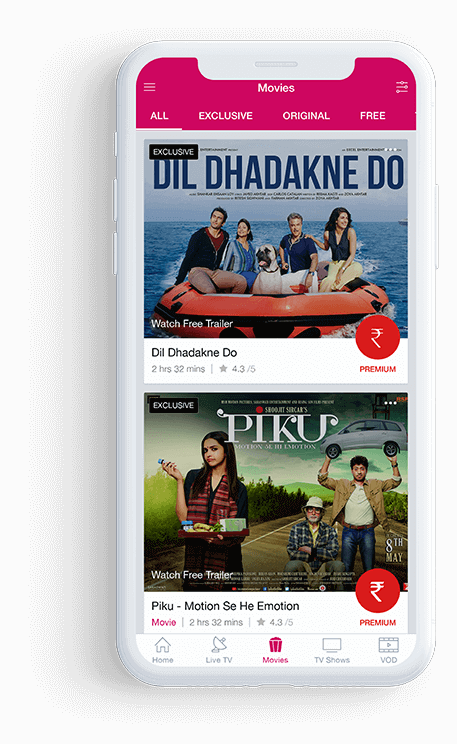 Movies
ALL EXCLUSIVE ORIGINAL FREE
EXCLUSIVE
DIL DHADAKNE DO
Watch Free Trailer
₹
Dil Dhadakne Do
2 hrs 32 mins | ★ 4.3 /5
PREMIUM
EXCLUSIVE
SHOOJIT SIRCAR'S
PIKU
MOTION SE HI EMOTION
8TH
MAY
Watch Free Trailer
₹
Piku - Motion Se He Emotion
Movie | 2 hrs 32 mins | ★ 4.3 /5
PREMIUM
Home Live TV Movies TV Shows VOD